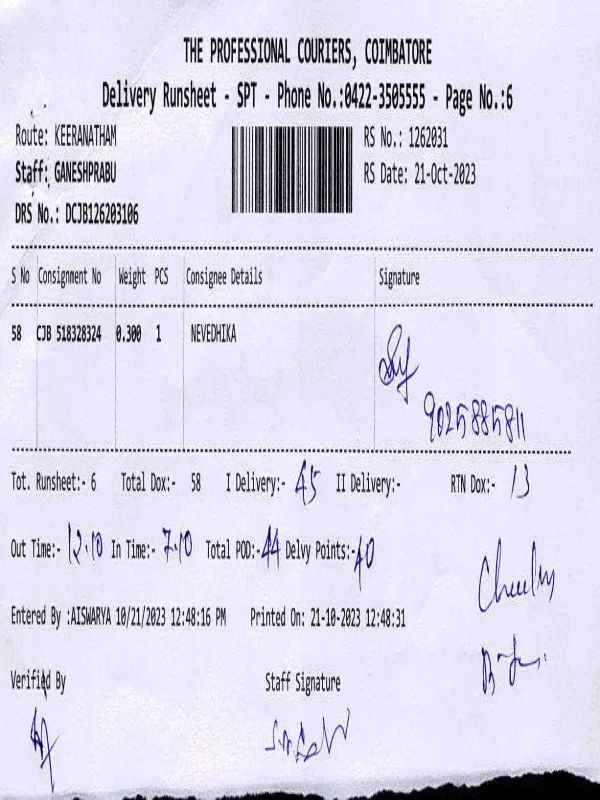 THE PROFESSIONAL COURIERS, COIMBATORE
Delivery Runsheet - SPT - Phone No.:0422-3505555 - Page No.:6
Route: KEERANATHAM RS No.: 1262031
Staff: GANESHPRABU RS Date: 21-Oct-2023
DRS No.: DCJB126203106
S No Consignment No Weight PCS Consignee Details Signature
58 CJB 518328324 0.300 1 NEVEDHIKA
9025885811
Tot. Runsheet:- 6 Total Dox:- 58 I Delivery:- 45 II Delivery:- RTN Dox:- 13
Out Time:- 12.10 In Time:- 7.10 Total POD:- 44 Delvy Points:- 40
Entered By :AISWARYA 10/21/2023 12:48:16 PM Printed On: 21-10-2023 12:48:31
Verified By Staff Signature